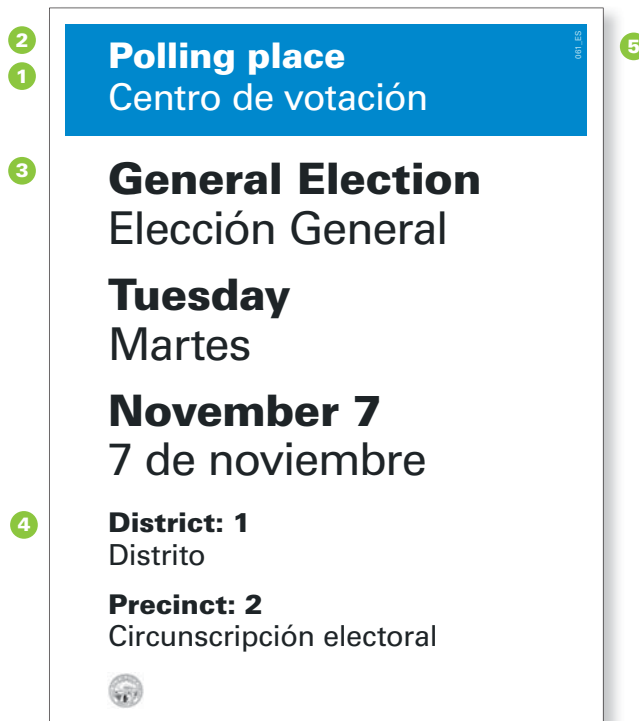 2
Polling place
061_ES
5
1
Centro de votación
3
General Election
Elección General
Tuesday
Martes
November 7
7 de noviembre
4
District: 1
Distrito
Precinct: 2
Circunscripción electoral